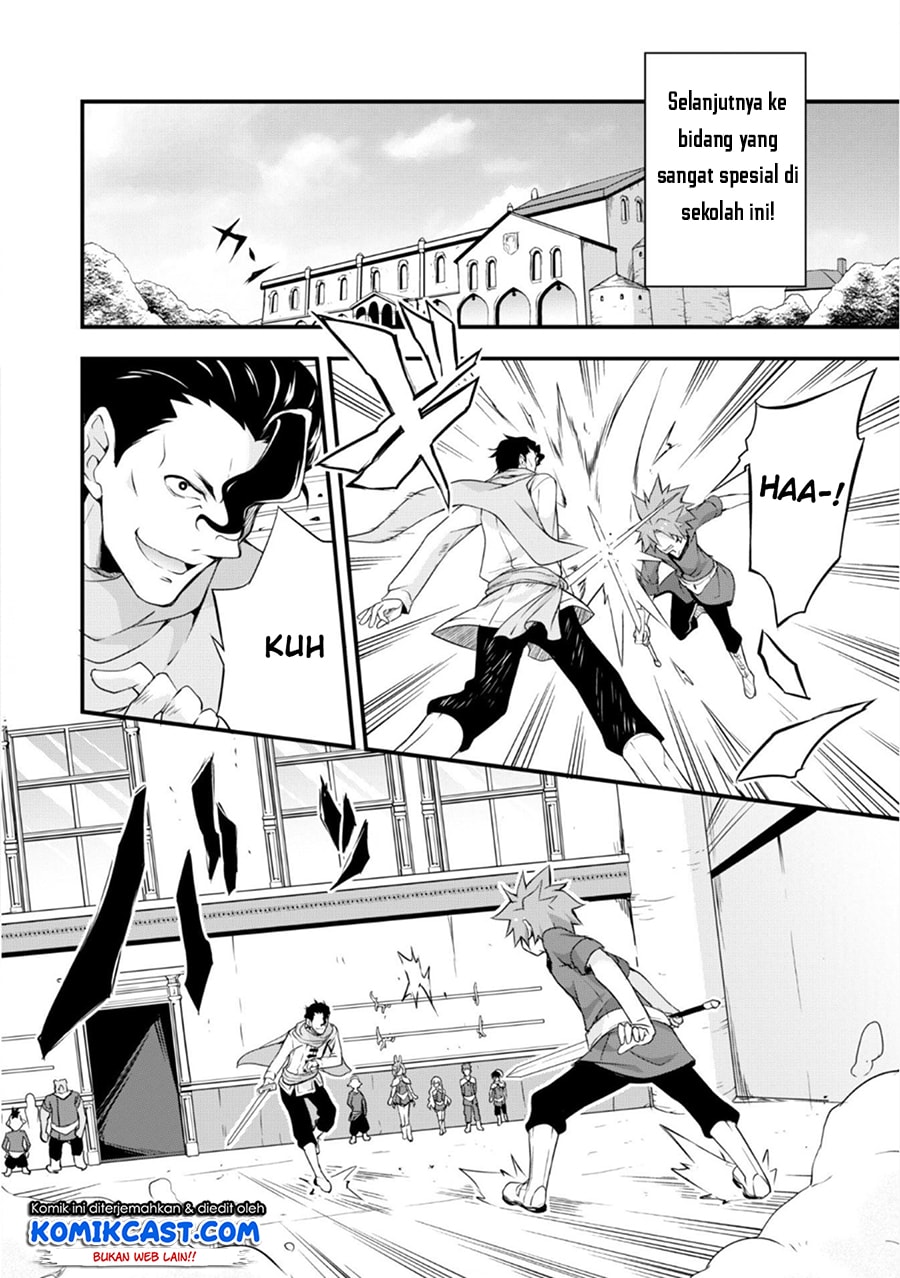 Selanjutnya ke
bidang yang
sangat spesial di
sekolah ini!
HAA-!
KUH
Komik ini diterjemahkan & diedit oleh
KOMIKCAST.COM
BUKAN WEB LAIN!!